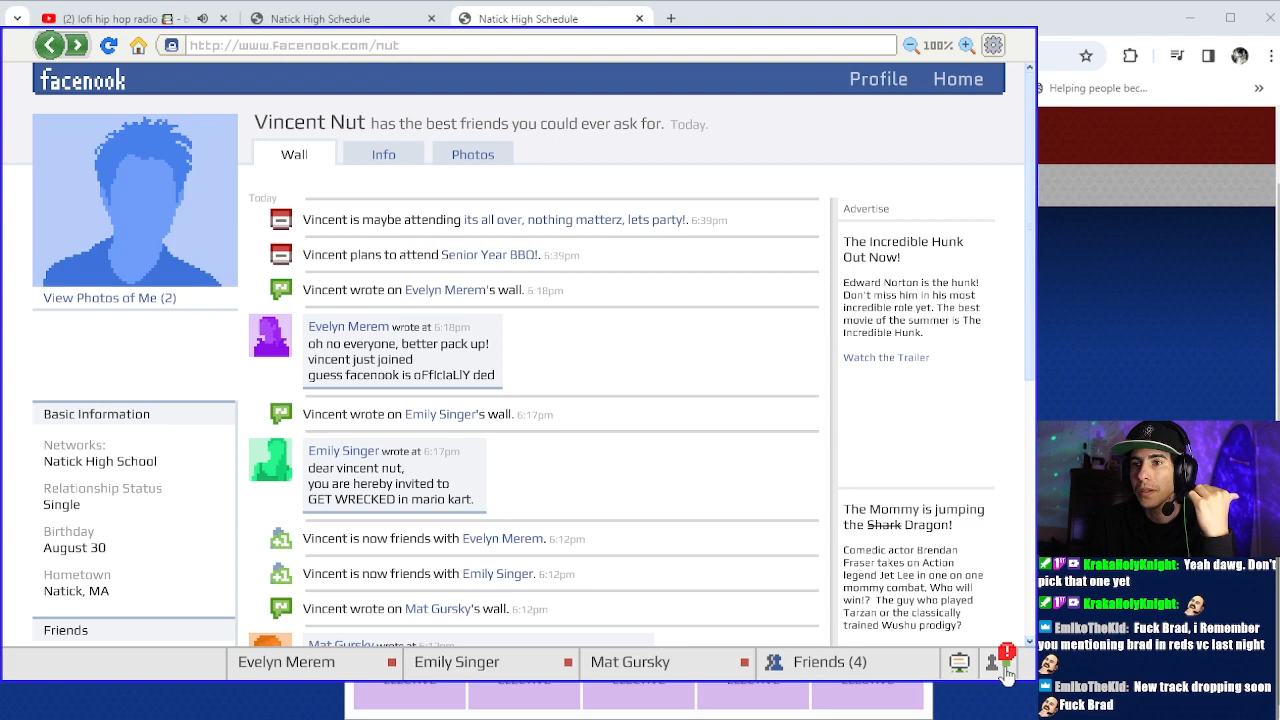 (2) lofi hip hop radio - b
Natick High Schedule
Natick High Schedule
http://www.facenook.com/nut
100%
Helping people bec...
facenook
Profile Home
Vincent Nut has the best friends you could ever ask for. Today.
Wall Info Photos
Today
Vincent is maybe attending its all over, nothing matterz, lets party!. 6:39pm
Vincent plans to attend Senior Year BBQ!. 6:39pm
Vincent wrote on Evelyn Merem's wall. 6:18pm
Evelyn Merem wrote at 6:18pm
oh no everyone, better pack up!
vincent just joined
guess facenook is oFfIciaLlY ded
Vincent wrote on Emily Singer's wall. 6:17pm
Emily Singer wrote at 6:17pm
dear vincent nut,
you are hereby invited to
GET WRECKED in mario kart.
Vincent is now friends with Evelyn Merem. 6:12pm
Vincent is now friends with Emily Singer. 6:12pm
Vincent wrote on Mat Gursky's wall. 6:12pm
Mat Gursky wrote at 6:12pm
View Photos of Me (2)
Basic Information
Networks:
Natick High School
Relationship Status
Single
Birthday
August 30
Hometown
Natick, MA
Friends
Advertise
The Incredible Hunk
Out Now!
Edward Norton is the hunk!
Don't miss him in his most
incredible role yet. The best
movie of the summer is The
Incredible Hunk.
Watch the Trailer
The Mommy is jumping
the Shark Dragon!
Comedic actor Brendan
Fraser takes on Action
legend Jet Lee in one on one
mommy combat. Who will
win!? The guy who played
Tarzan or the classically
trained Wushu prodigy?
Evelyn Merem
Emily Singer
Mat Gursky
Friends (4)
KrakaHolyKnight: Yeah dawg. Don't
pick that one yet
KrakaHolyKnight:
EmikoTheKid: Fuck Brad, i Remember
you mentioning brad in reds vc last night
EmikoTheKid: New track dropping soon
Fuck Brad